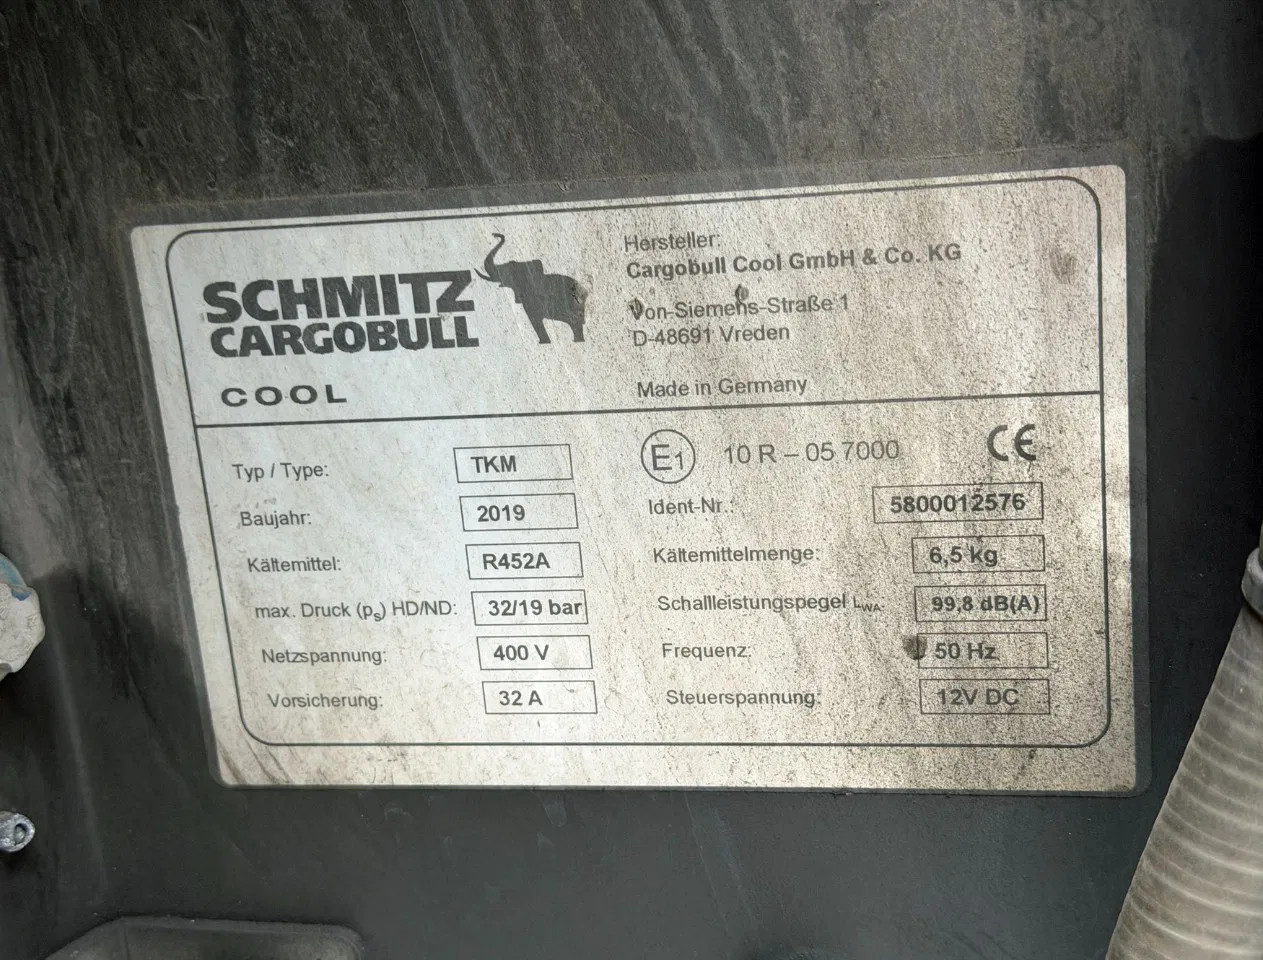 SCHMITZ
CARGOBULL
COOL
Hersteller:
Cargobull Cool GmbH & Co. KG
Von-Siemens-Straße 1
D-48691 Vreden
Made in Germany
Typ / Type: TKM
E1 10 R – 05 7000 CE
Baujahr: 2019
Ident-Nr.: 5800012576
Kältemittel: R452A
Kältemittelmenge: 6,5 kg
max. Druck (ps) HD/ND: 32/19 bar
Schallleistungspegel LWA: 99,8 dB(A)
Netzspannung: 400 V
Frequenz: 50 Hz
Vorsicherung: 32 A
Steuerspannung: 12V DC